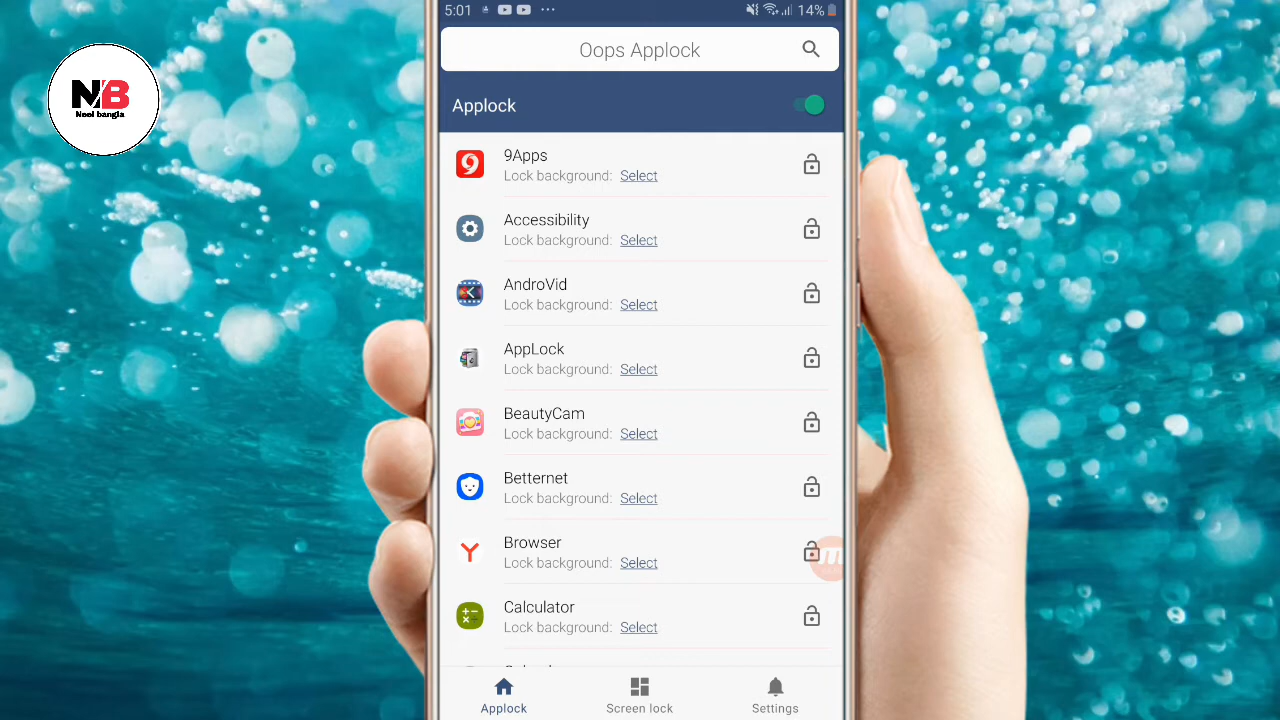 NB
Neel bangla
5:01
14%
Oops Applock
Applock
9Apps
Lock background: Select
Accessibility
Lock background: Select
AndroVid
Lock background: Select
AppLock
Lock background: Select
BeautyCam
Lock background: Select
Betternet
Lock background: Select
Browser
Lock background: Select
Calculator
Lock background: Select
Applock
Screen lock
Settings